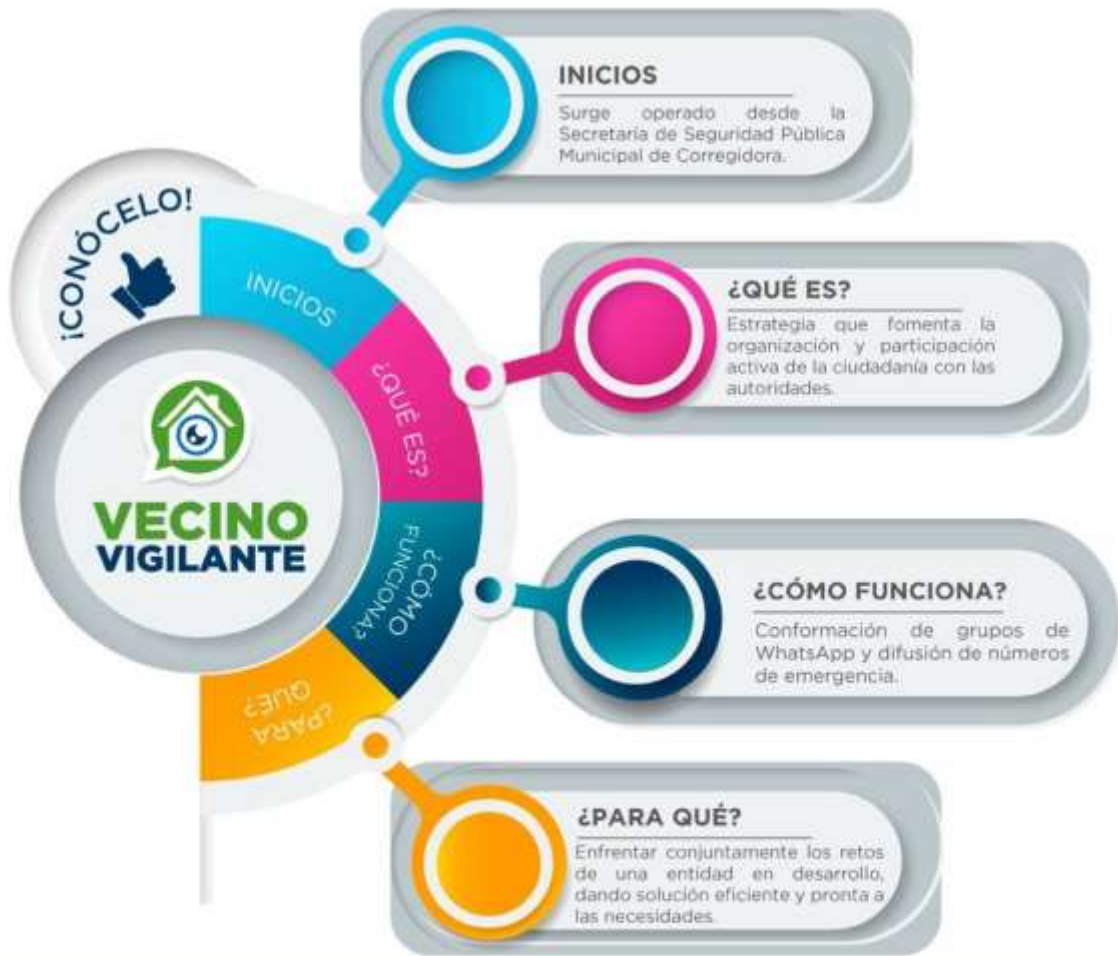 ¡CONÓCELO!
VECINO
VIGILANTE
INICIOS
¿QUÉ ES?
¿CÓMO
FUNCIONA?
¿PARA
QUÉ?
INICIOS
Surge operado desde la
Secretaría de Seguridad Pública
Municipal de Corregidora.
¿QUÉ ES?
Estrategia que fomenta la
organización y participación
activa de la ciudadanía con las
autoridades.
¿CÓMO FUNCIONA?
Conformación de grupos de
WhatsApp y difusión de números
de emergencia.
¿PARA QUÉ?
Enfrentar conjuntamente los retos
de una entidad en desarrollo,
dando solución eficiente y pronta a
las necesidades.